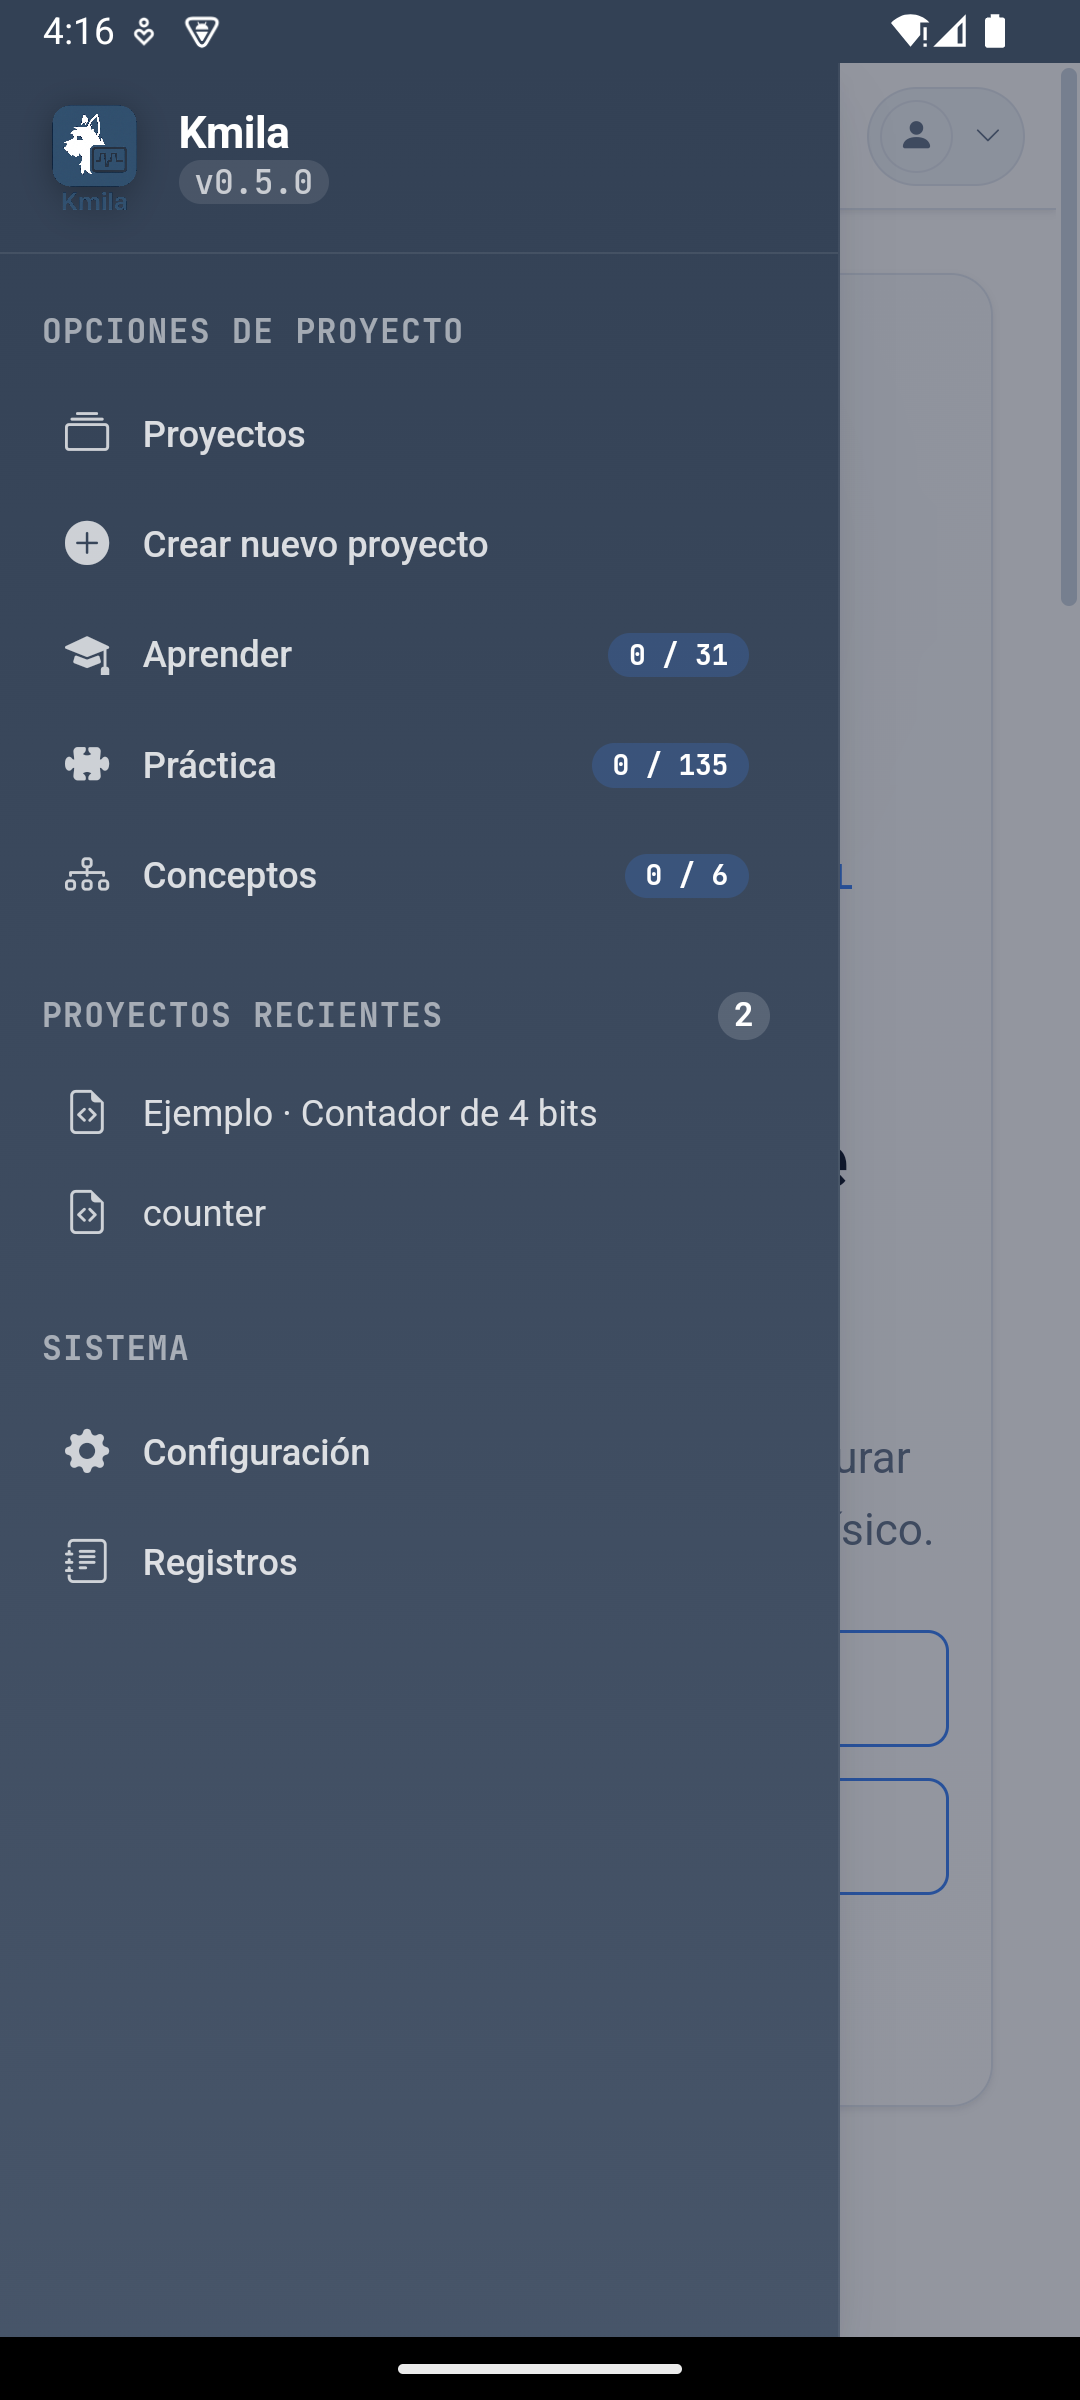 4:16
Kmila
v0.5.0
Kmila
OPCIONES DE PROYECTO
Proyectos
Crear nuevo proyecto
Aprender
0 / 31
Práctica
0 / 135
Conceptos
0 / 6
PROYECTOS RECIENTES
2
Ejemplo · Contador de 4 bits
counter
SISTEMA
Configuración
Registros
urar
sico.